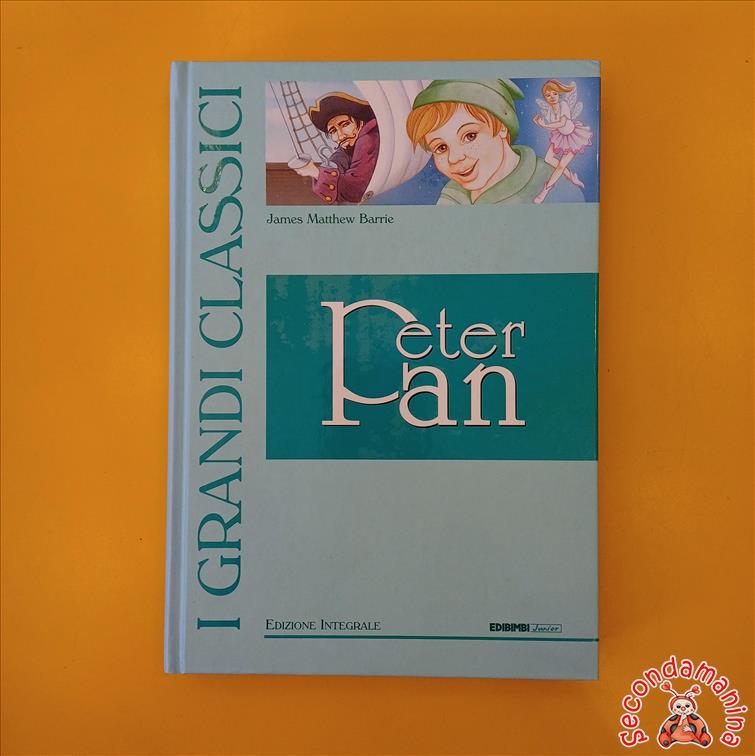 I GRANDI CLASSICI
James Matthew Barrie
Peter
Pan
EDIZIONE INTEGRALE
EDIBIMBI Junior
Secondamanina